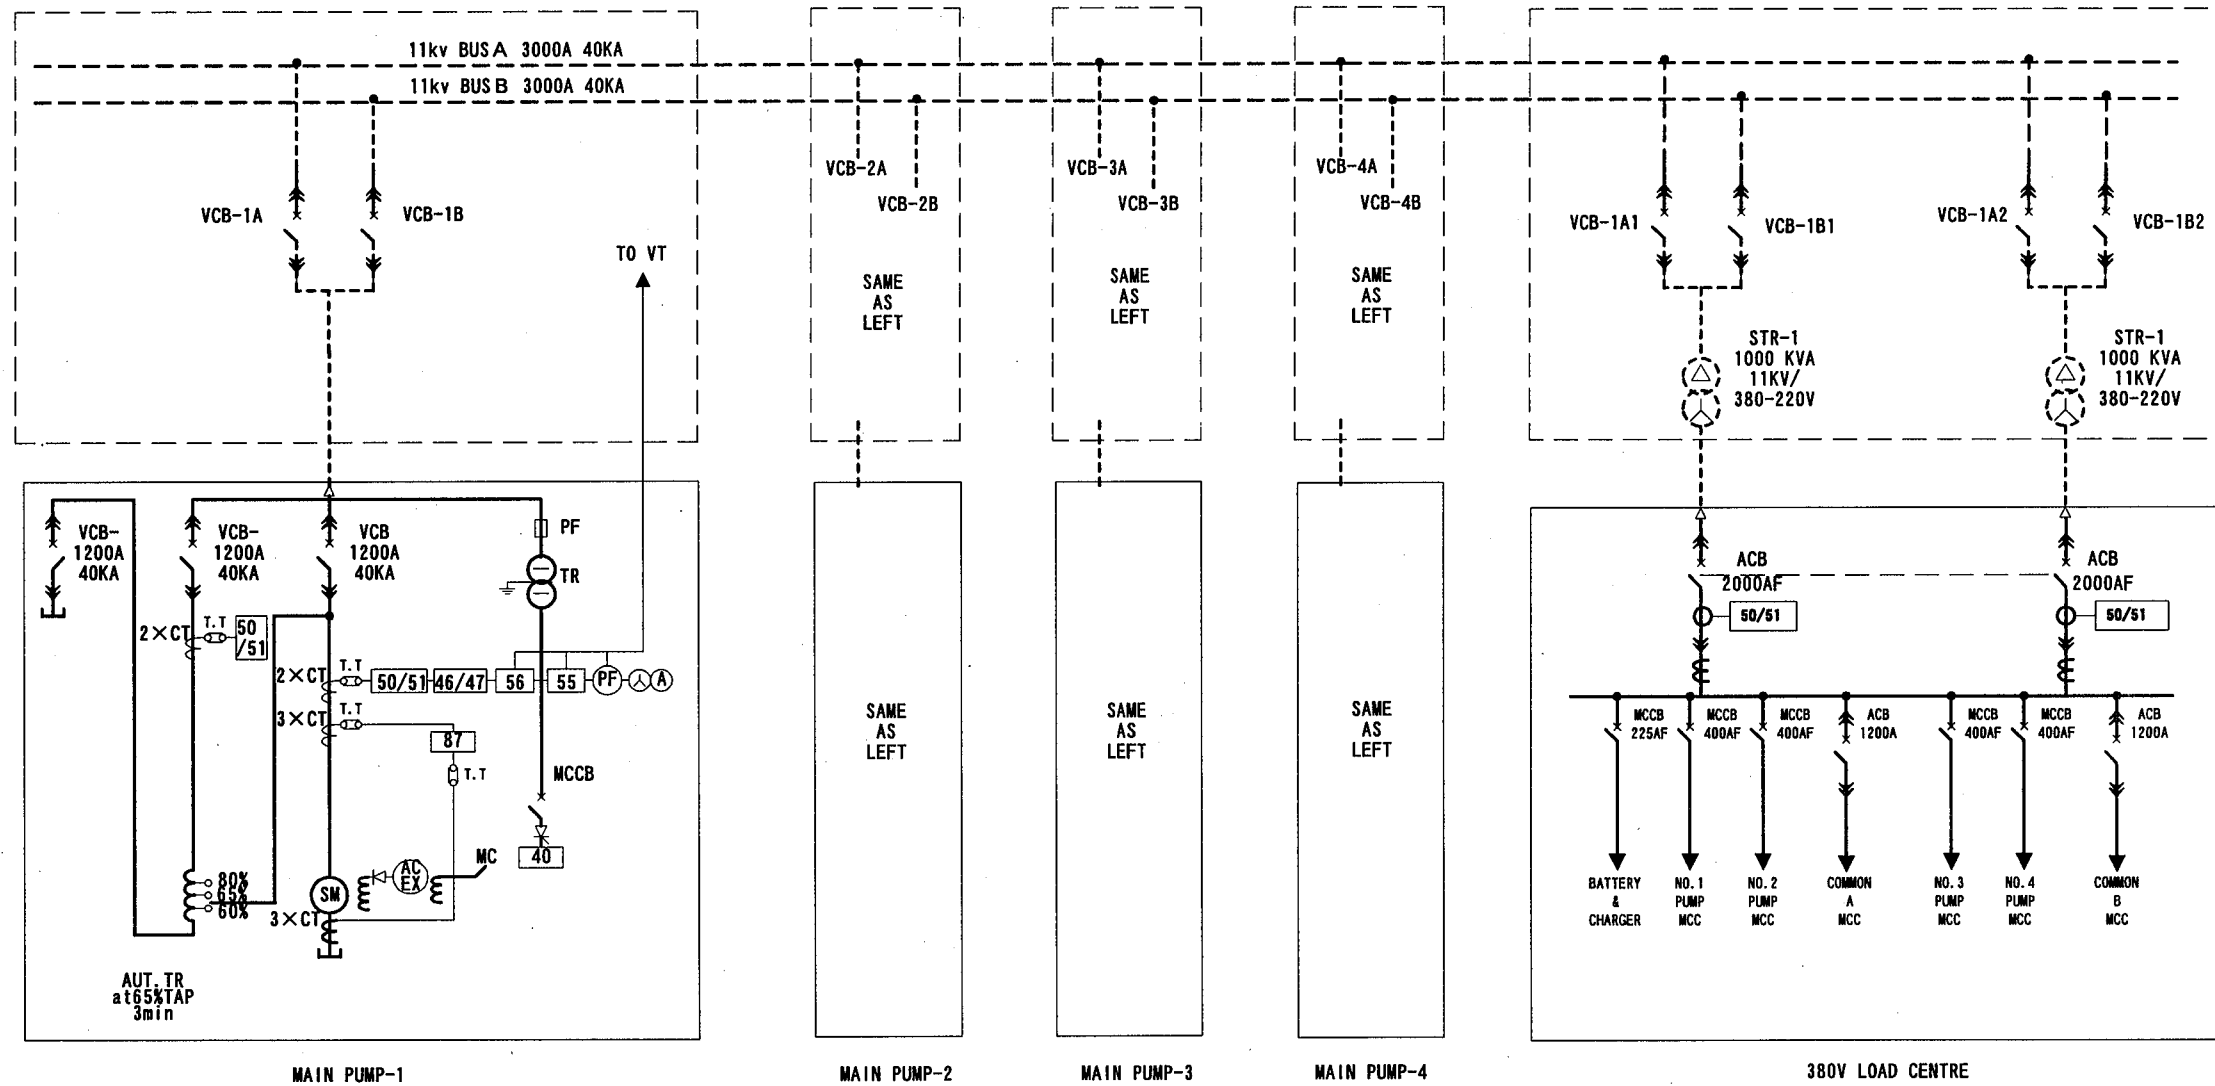 11kv BUS A 3000A 40KA
11kv BUS B 3000A 40KA
VCB-1A
VCB-1B
TO VT
VCB-2A
VCB-2B
SAME
AS
LEFT
VCB-3A
VCB-3B
SAME
AS
LEFT
VCB-4A
VCB-4B
SAME
AS
LEFT
VCB-1A1
VCB-1B1
STR-1
1000 KVA
11KV/
380-220V
VCB-1A2
VCB-1B2
STR-1
1000 KVA
11KV/
380-220V
VCB-
1200A
40KA
VCB-
1200A
40KA
VCB
1200A
40KA
PF
TR
2×CT
T.T
50
/51
2×CT
T.T
50/51
46/47
56
55
PF
A
3×CT
T.T
87
T.T
MCCB
40
MC
AC
EX
SM
80%
65%
60%
3×CT
AUT.TR
at65%TAP
3min
MAIN PUMP-1
SAME
AS
LEFT
MAIN PUMP-2
SAME
AS
LEFT
MAIN PUMP-3
SAME
AS
LEFT
MAIN PUMP-4
ACB
2000AF
50/51
ACB
2000AF
50/51
MCCB
225AF
MCCB
400AF
MCCB
400AF
ACB
1200A
MCCB
400AF
MCCB
400AF
ACB
1200A
BATTERY
&
CHARGER
NO.1
PUMP
MCC
NO.2
PUMP
MCC
COMMON
A
MCC
NO.3
PUMP
MCC
NO.4
PUMP
MCC
COMMON
B
MCC
380V LOAD CENTRE